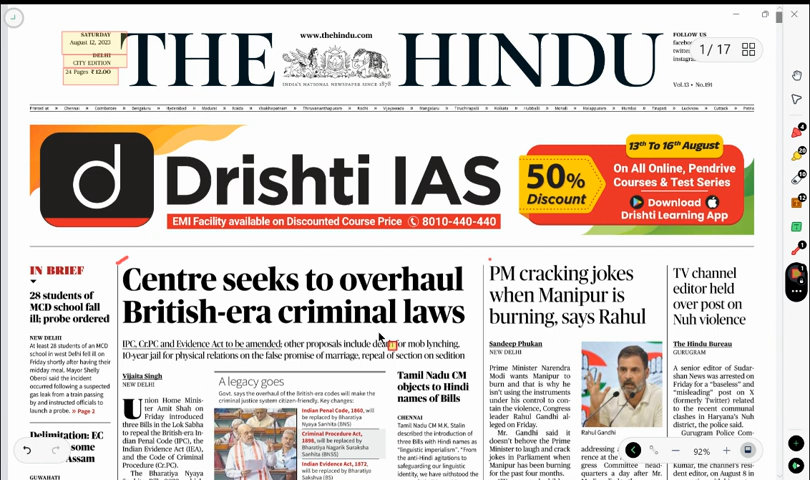 SATURDAY
August 12, 2023
DELHI
CITY EDITION
24 Pages ₹ 12.00
THE HINDU
www.thehindu.com
INDIA'S NATIONAL NEWSPAPER SINCE 1878
FOLLOW US
1 / 17
Vol.13 • No.191
d
Drishti IAS
EMI Facility available on Discounted Course Price 8010-440-440
50%
Discount
13th To 16th August
On All Online, Pendrive
Courses & Test Series
Download
Drishti Learning App
IN BRIEF
28 students of
MCD school fall
ill; probe ordered
NEW DELHI
At least 28 students of an MCD
school in west Delhi fell ill on
Friday shortly after having their
midday meal, Mayor Shelly
Oberoi said the incident
occurred following a suspected
gas leak from a train passing
by and instructed officials to
launch a probe. » Page 2
Delimitation: EC
some
Assam
GUWAHATI
Centre seeks to overhaul
British-era criminal laws
IPC, CrPC and Evidence Act to be amended; other proposals include death for mob lynching,
10-year jail for physical relations on the false promise of marriage, repeal of section on sedition
Vijaita Singh
NEW DELHI
Union Home Minis-
ter Amit Shah on
Friday introduced
three Bills in the Lok Sabha
to repeal the British-era Indian
Penal Code (IPC), the
Indian Evidence Act (IEA),
and the Code of Criminal
Procedure (CrPC).
The Bharatiya Nyaya
A legacy goes
Govt. says the overhaul of the British-era codes will make the
criminal justice system citizen-friendly. Key changes:
Indian Penal Code, 1860, will
be replaced by Bharatiya
Nyaya Sanhita (BNS)
Criminal Procedure Act,
1898, will be replaced by
Bharatiya Nagarik Suraksha
Sanhita (BNSS)
Indian Evidence Act, 1872,
will be replaced by Bharatiya
Tamil Nadu CM
objects to Hindi
names of Bills
CHENNAI
Tamil Nadu CM M.K. Stalin
described the introduction of
three Bills with Hindi names as
"linguistic imperialism". "From
the anti-Hindi agitations to
safeguarding our linguistic
identity, we have withstood the
PM cracking jokes
when Manipur is
burning, says Rahul
Sandeep Phukan
NEW DELHI
Prime Minister Narendra
Modi wants Manipur to
burn and that is why he
isn't using the instruments
under his control to con-
tain the violence, Congress
leader Rahul Gandhi al-
leged on Friday.
Mr. Gandhi said it
doesn't behove the Prime
Minister to laugh and crack
jokes in Parliament when
Manipur has been burning
for the past four months.
Rahul Gandhi
TV channel
editor held
over post on
Nuh violence
The Hindu Bureau
GURUGRAM
A senior editor of Sudar-
shan News was arrested on
Friday for a "baseless" and
"misleading" post on X
(formerly Twitter) related
to the recent communal
clashes in Haryana's Nuh
district, the police said.
Gurugram Police Com-
92%